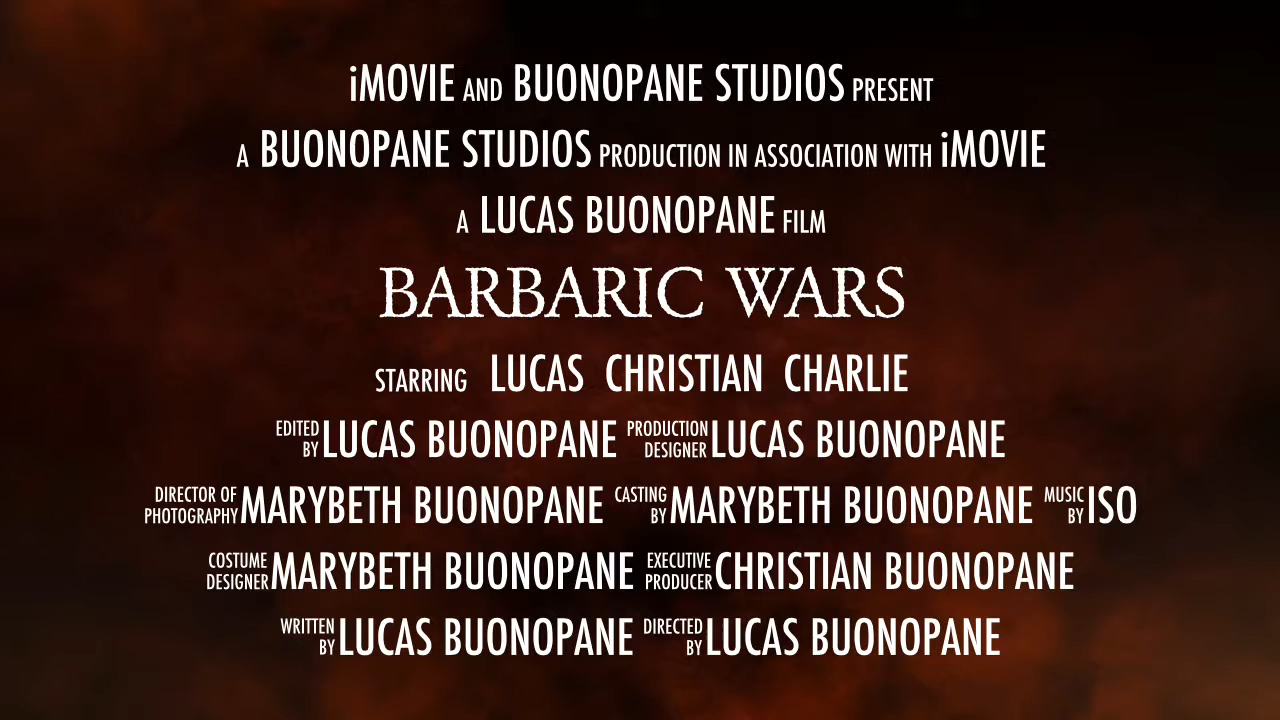 iMOVIE AND BUONOPANE STUDIOS PRESENT
A BUONOPANE STUDIOS PRODUCTION IN ASSOCIATION WITH iMOVIE
A LUCAS BUONOPANE FILM
BARBARIC WARS
STARRING LUCAS CHRISTIAN CHARLIE
EDITED BY LUCAS BUONOPANE PRODUCTION DESIGNER LUCAS BUONOPANE
DIRECTOR OF PHOTOGRAPHY MARYBETH BUONOPANE CASTING BY MARYBETH BUONOPANE MUSIC BY ISO
COSTUME DESIGNER MARYBETH BUONOPANE EXECUTIVE PRODUCER CHRISTIAN BUONOPANE
WRITTEN BY LUCAS BUONOPANE DIRECTED BY LUCAS BUONOPANE